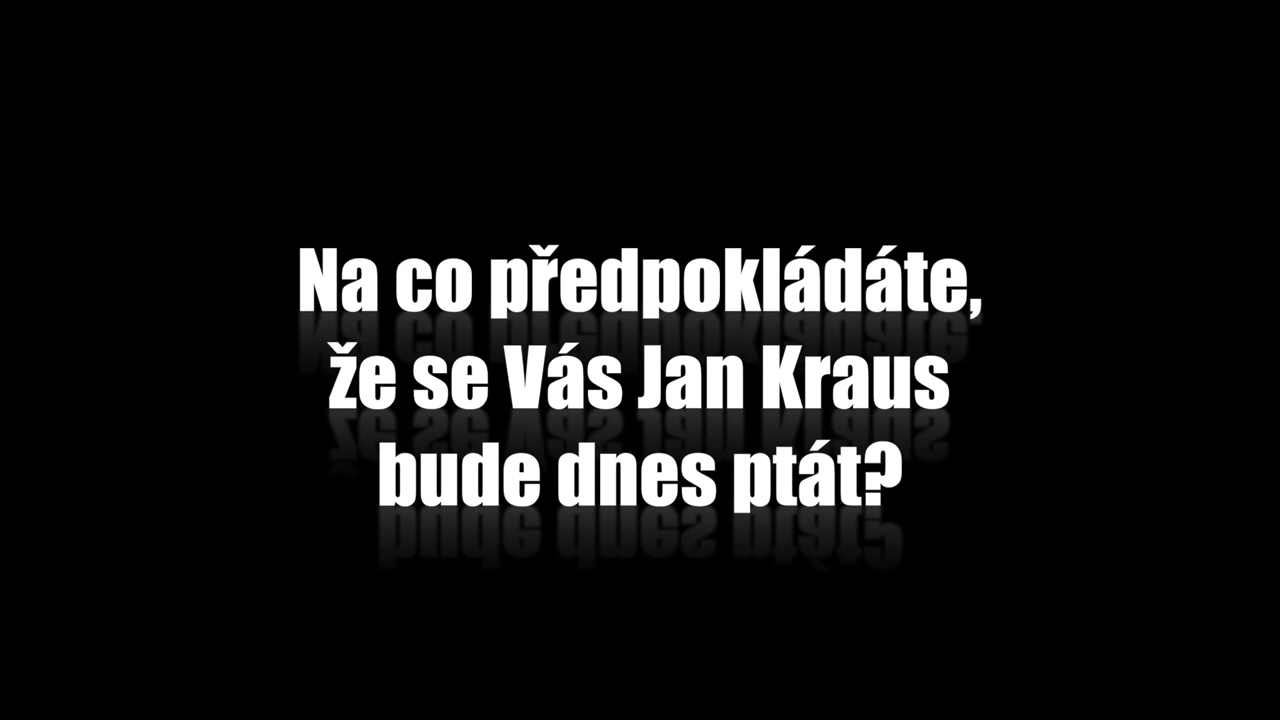 Na co předpokládáte,
že se Vás Jan Kraus
bude dnes ptát?